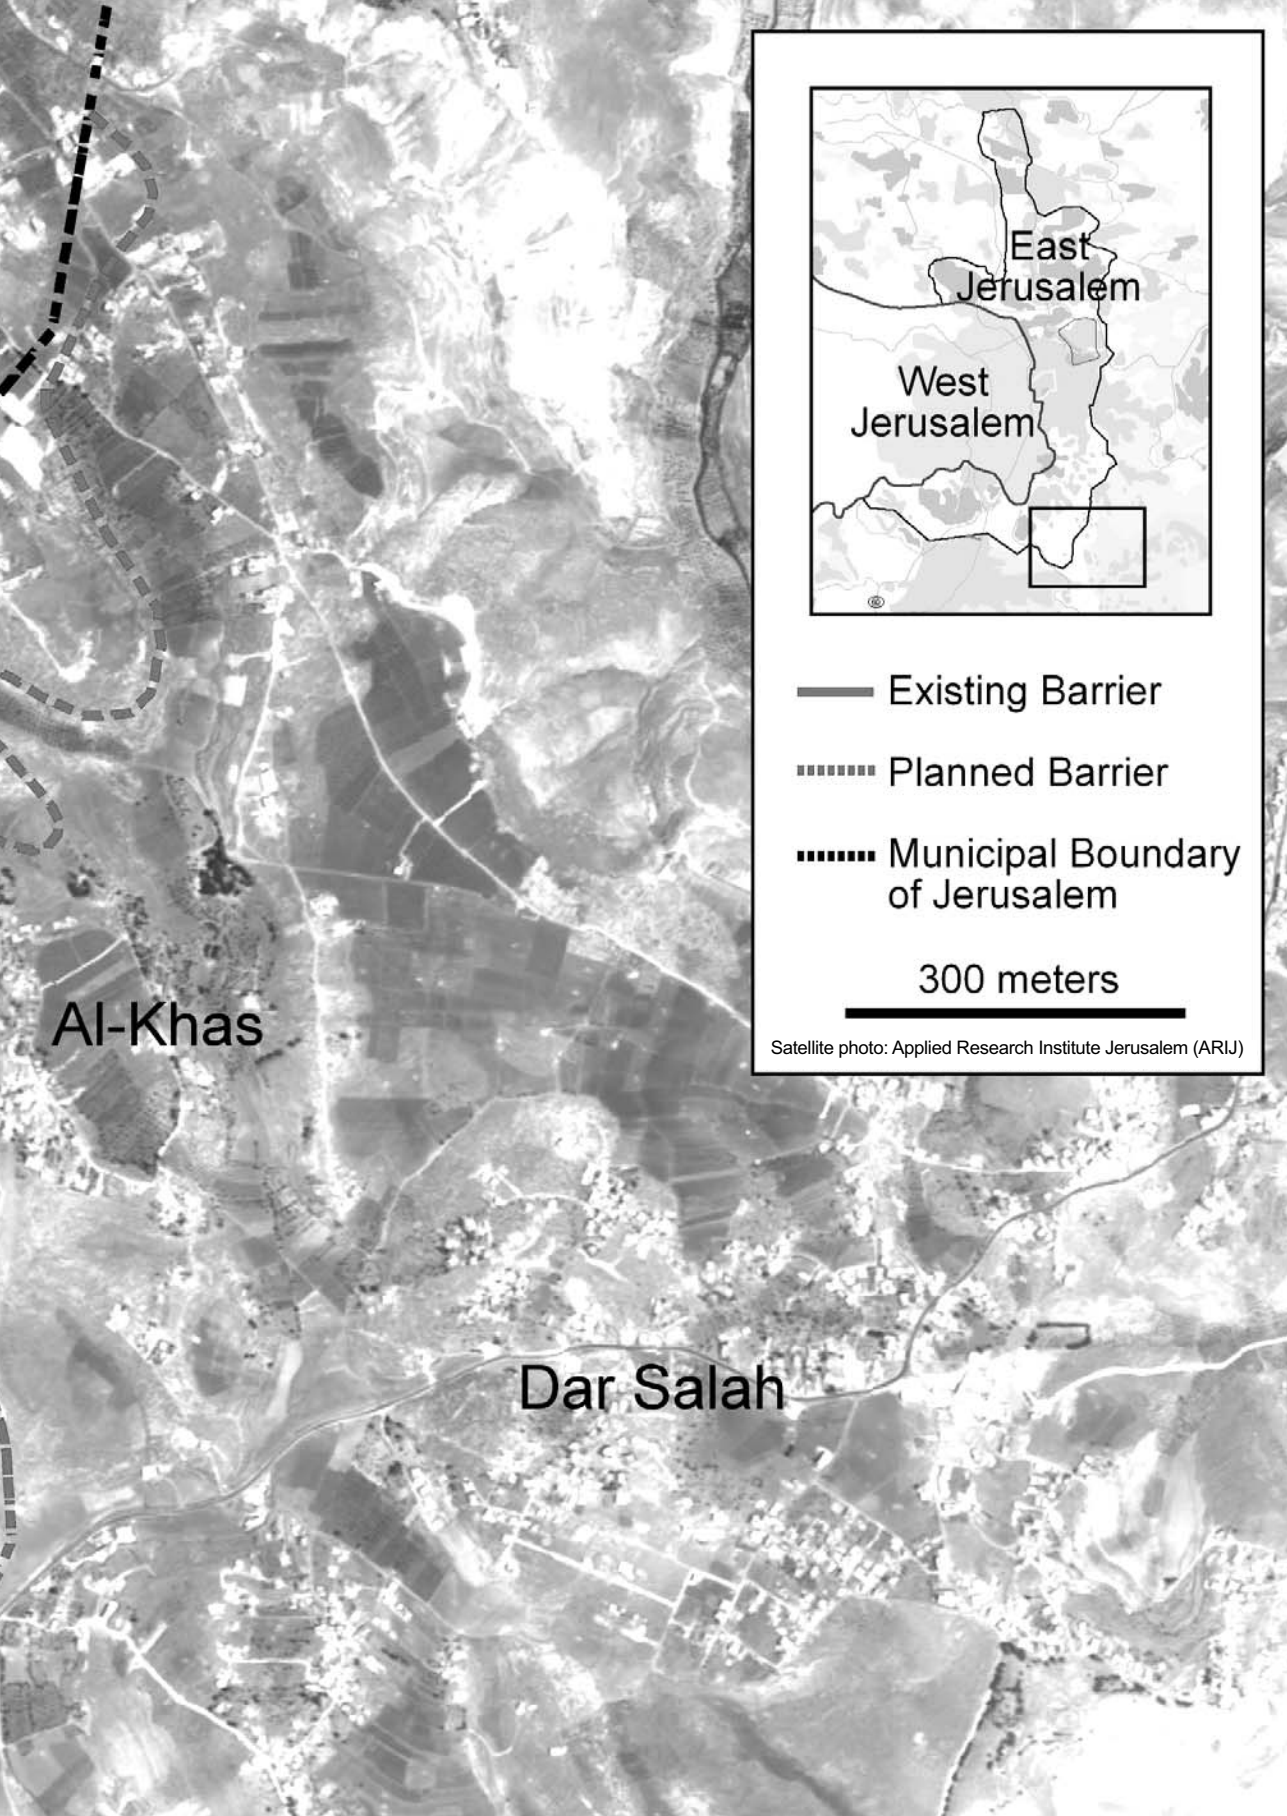 East
Jerusalem
West
Jerusalem
60
Existing Barrier
Planned Barrier
Municipal Boundary
of Jerusalem
300 meters
Satellite photo: Applied Research Institute Jerusalem (ARIJ)
Al-Khas
Dar Salah